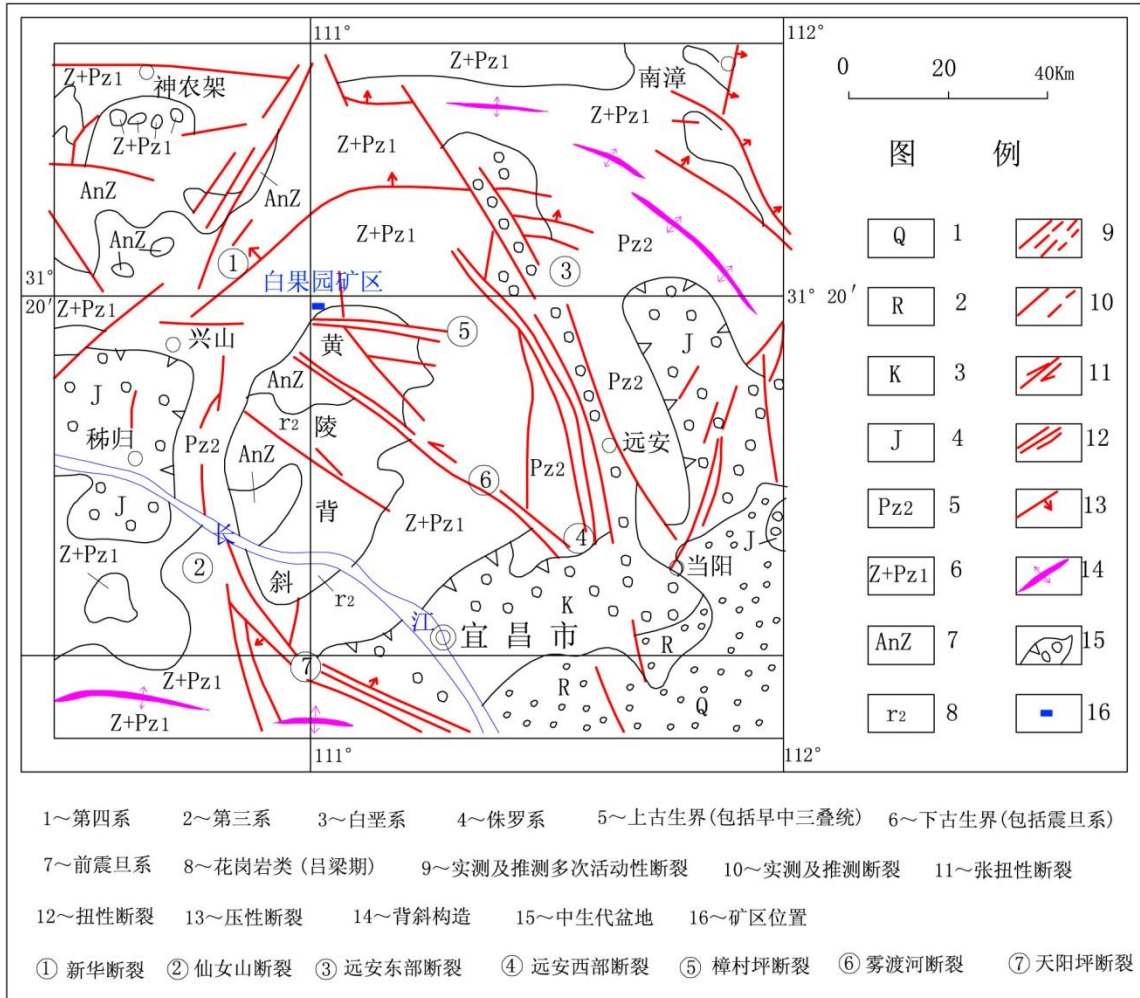 111°
112°
Z+Pz1
Z+Pz1
神农架
南漳
0 20 40Km
Z+Pz1
Z+Pz1
Z+Pz1
图 例
AnZ
AnZ
AnZ
Z+Pz1
Pz2
Q 1 9
①
③
31°
20′
白果园矿区
31° 20′
R 2 10
Z+Pz1
兴山
黄
⑤
J
K 3 11
J
AnZ
Pz2
秭归
Pz2
r₂
陵
远安
J 4 12
AnZ
Pz2
⑥
J
背
Pz2 5 13
Z+Pz1
Z+Pz1
长
④
J
②
当阳
Z+Pz1 6 14
斜
r₂
K
江
宜昌市
R
AnZ 7 15
⑦
Z+Pz1
R
Q
r₂ 8 16
Z+Pz1
111°
112°
1～第四系 2～第三系 3～白垩系 4～侏罗系 5～上古生界(包括早中三叠统) 6～下古生界(包括震旦系)
7～前震旦系 8～花岗岩类(吕梁期) 9～实测及推测多次活动性断裂 10～实测及推测断裂 11～张扭性断裂
12～扭性断裂 13～压性断裂 14～背斜构造 15～中生代盆地 16～矿区位置
① 新华断裂 ② 仙女山断裂 ③ 远安东部断裂 ④ 远安西部断裂 ⑤ 樟村坪断裂 ⑥ 雾渡河断裂 ⑦ 天阳坪断裂